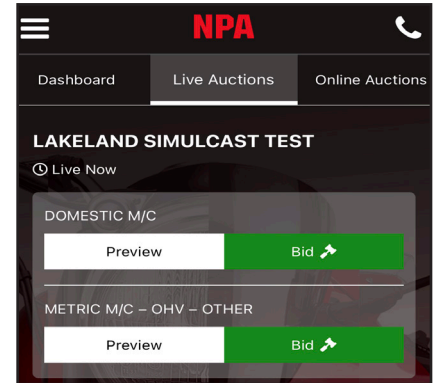 NPA
Dashboard Live Auctions Online Auctions
LAKELAND SIMULCAST TEST
Live Now
DOMESTIC M/C
Preview Bid
METRIC M/C – OHV – OTHER
Preview Bid